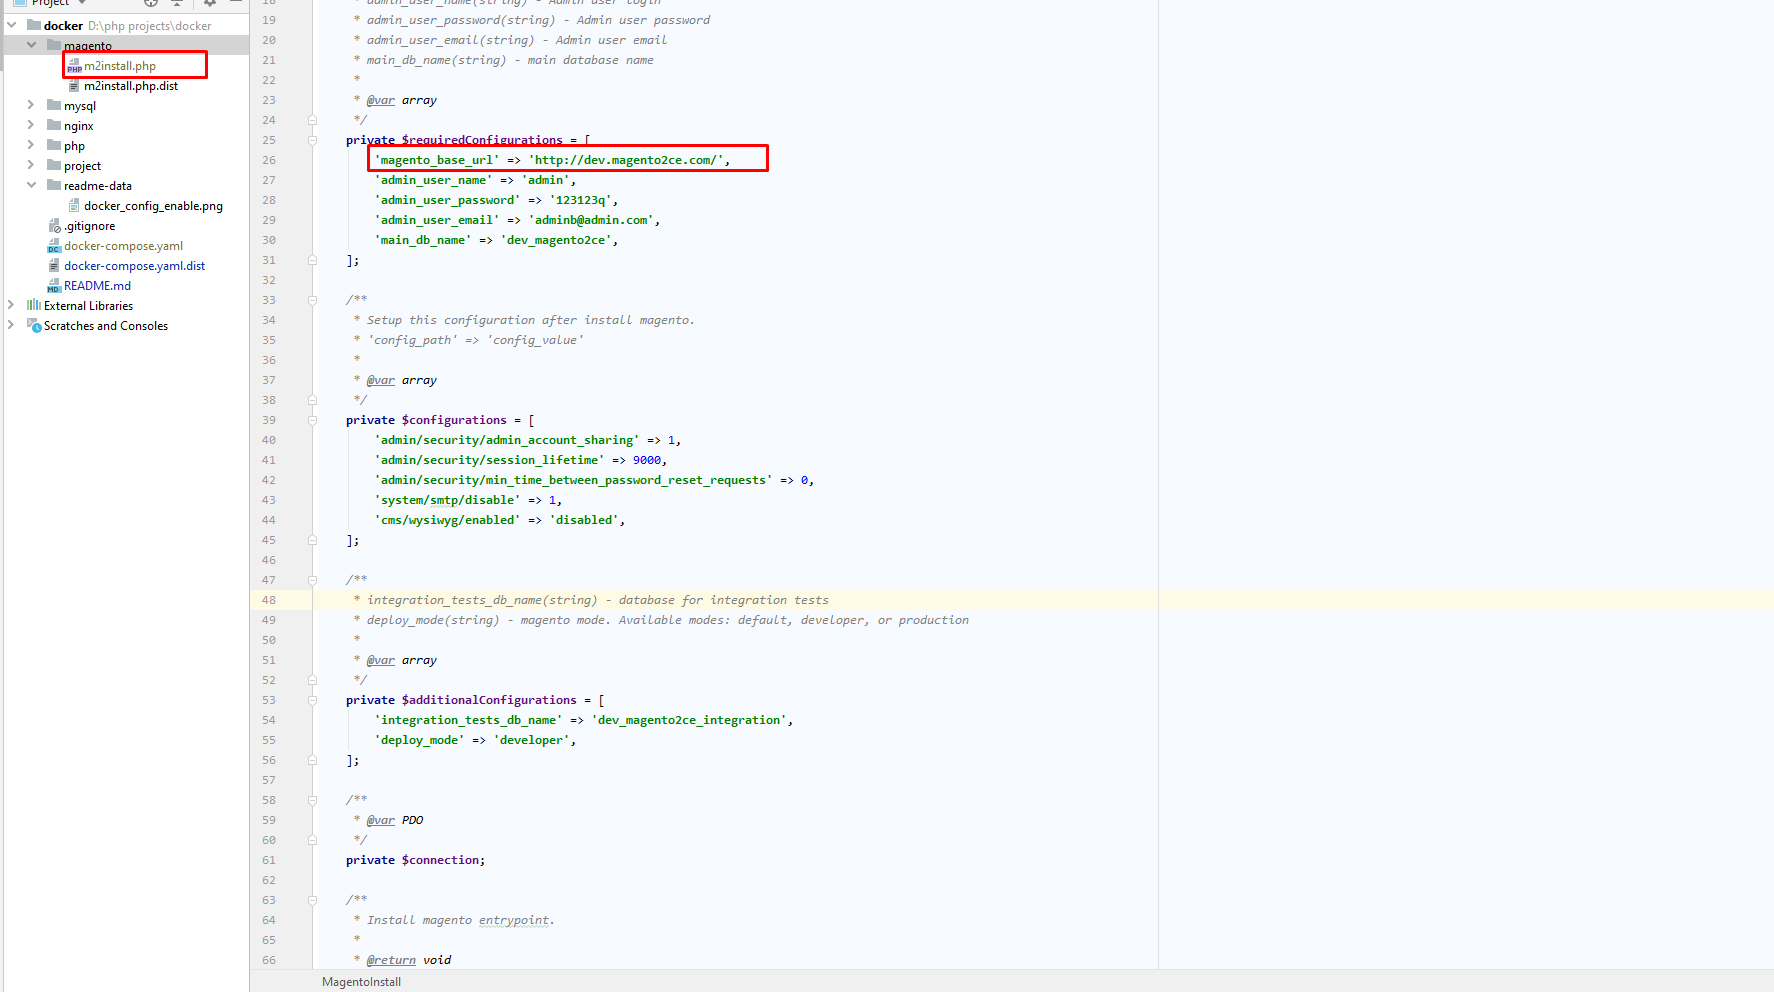 Project
docker D:\php projects\docker
magento
m2install.php
m2install.php.dist
mysql
nginx
php
project
readme-data
docker_config_enable.png
.gitignore
docker-compose.yaml
docker-compose.yaml.dist
README.md
External Libraries
Scratches and Consoles
18 * admin_user_name(string) - Admin user login
19 * admin_user_password(string) - Admin user password
20 * admin_user_email(string) - Admin user email
21 * main_db_name(string) - main database name
22 *
23 * @var array
24 */
25 private $requiredConfigurations = [
26 'magento_base_url' => 'http://dev.magento2ce.com/',
27 'admin_user_name' => 'admin',
28 'admin_user_password' => '123123q',
29 'admin_user_email' => 'adminb@admin.com',
30 'main_db_name' => 'dev_magento2ce',
31 ];
32
33 /**
34 * Setup this configuration after install magento.
35 * 'config_path' => 'config_value'
36 *
37 * @var array
38 */
39 private $configurations = [
40 'admin/security/admin_account_sharing' => 1,
41 'admin/security/session_lifetime' => 9000,
42 'admin/security/min_time_between_password_reset_requests' => 0,
43 'system/smtp/disable' => 1,
44 'cms/wysiwyg/enabled' => 'disabled',
45 ];
46
47 /**
48 * integration_tests_db_name(string) - database for integration tests
49 * deploy_mode(string) - magento mode. Available modes: default, developer, or production
50 *
51 * @var array
52 */
53 private $additionalConfigurations = [
54 'integration_tests_db_name' => 'dev_magento2ce_integration',
55 'deploy_mode' => 'developer',
56 ];
57
58 /**
59 * @var PDO
60 */
61 private $connection;
62
63 /**
64 * Install magento entrypoint.
65 *
66 * @return void
MagentoInstall